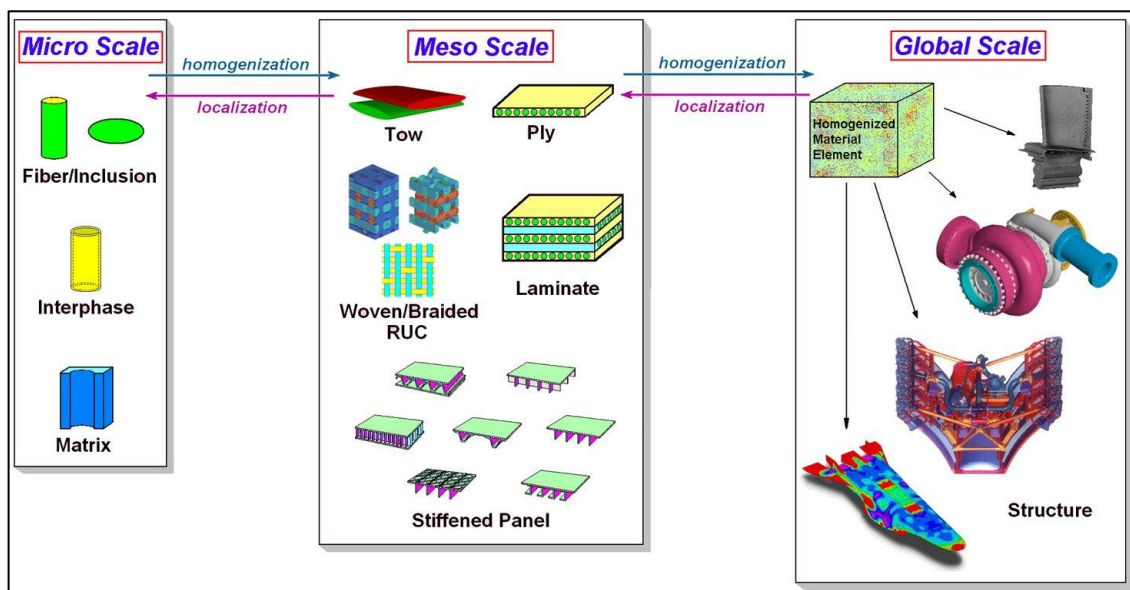 Micro Scale
Fiber/Inclusion
Interphase
Matrix
homogenization
localization
Meso Scale
Tow
Ply
Woven/Braided
RUC
Laminate
Stiffened Panel
homogenization
localization
Global Scale
Homogenized
Material
Element
Structure